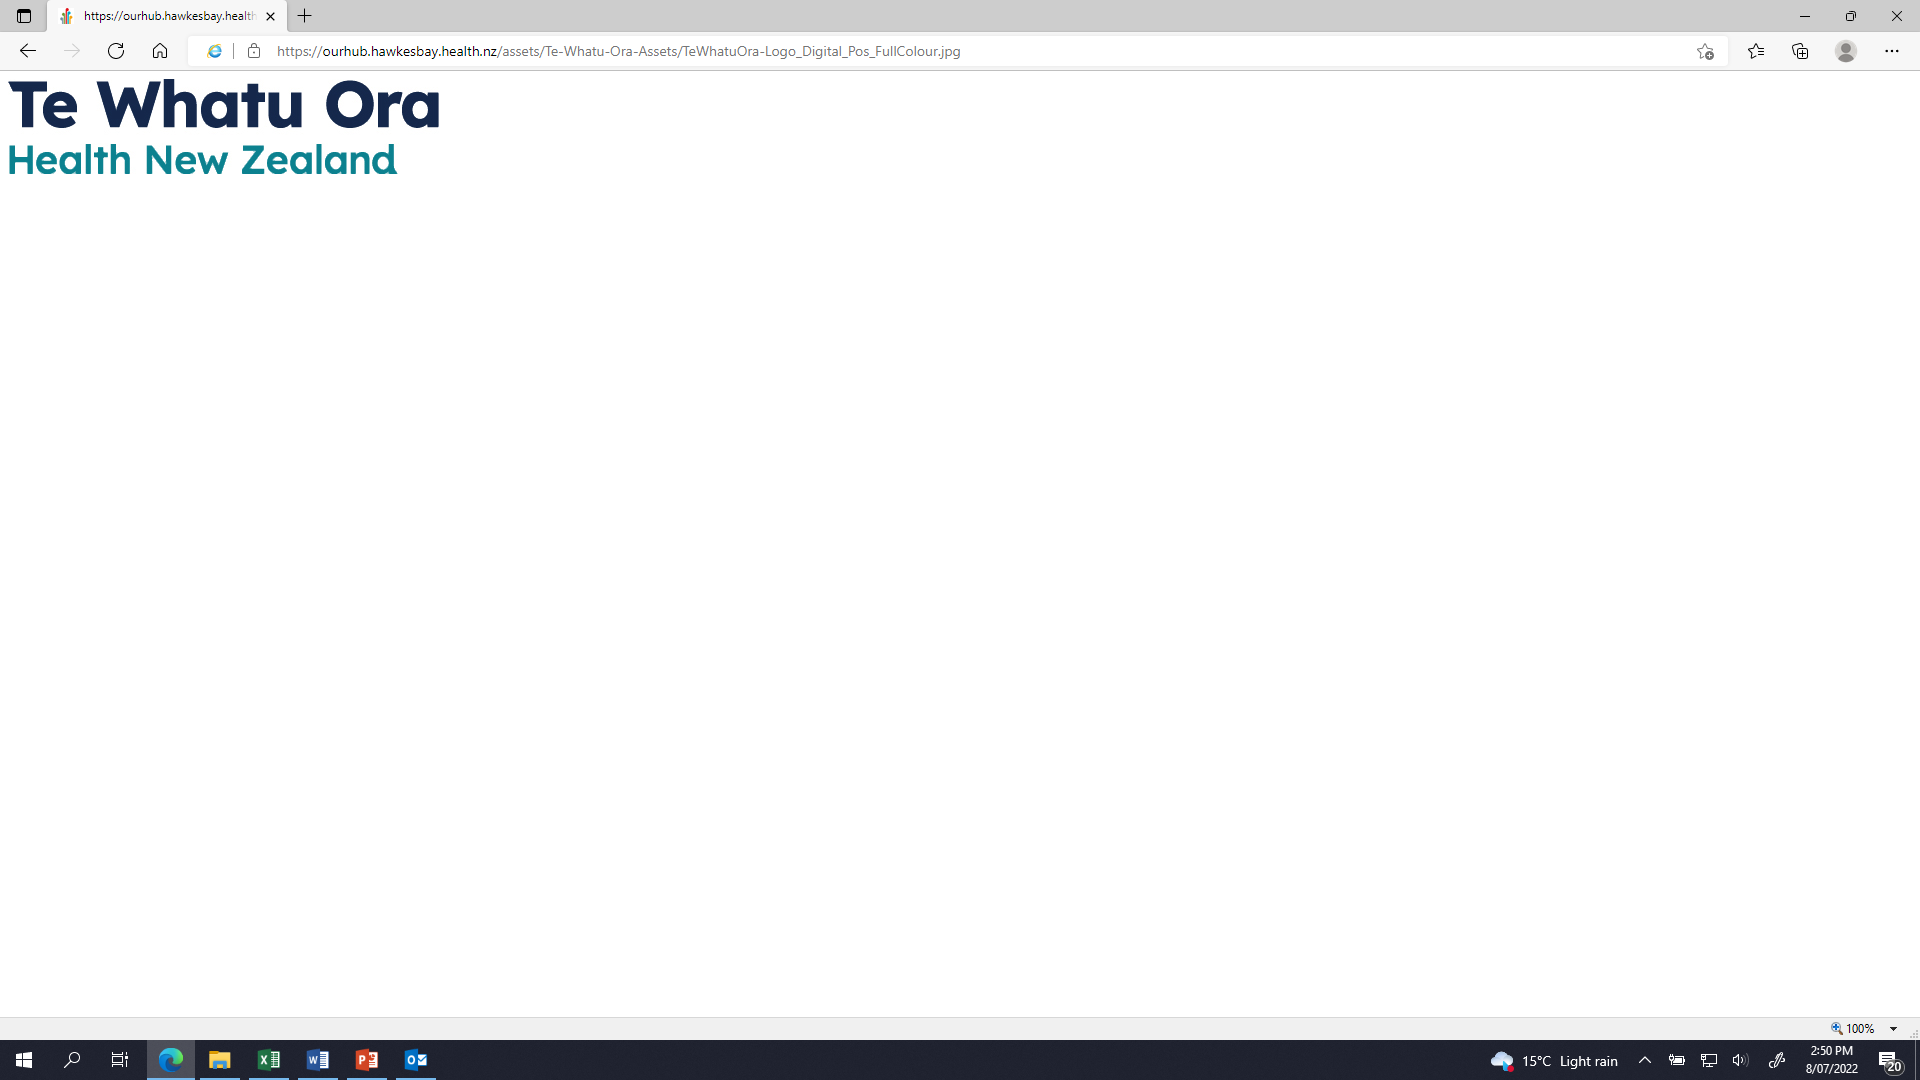 https://ourhub.hawkesbay.health
https://ourhub.hawkesbay.health.nz/assets/Te-Whatu-Ora-Assets/TeWhatuOra-Logo_Digital_Pos_FullColour.jpg
Te Whatu Ora
Health New Zealand
100%
15°C Light rain
2:50 PM
8/07/2022
20